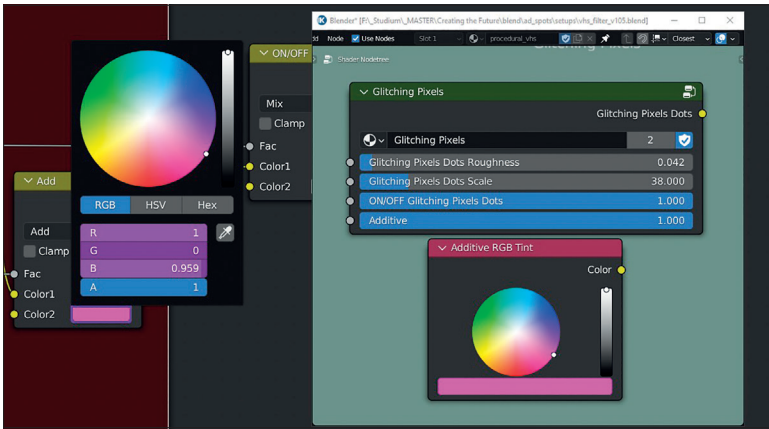 Blender* [F:\_Studium\_MASTER\Creating the Future\blend\ad_spots\setups\vhs_filter_v105.blend]
dd Node Use Nodes Slot 1 procedural_vhs Closest
Glitching Pixels
Shader Nodetree
Glitching Pixels
Glitching Pixels Dots
Glitching Pixels 2
Glitching Pixels Dots Roughness 0.042
Glitching Pixels Dots Scale 38.000
ON/OFF Glitching Pixels Dots 1.000
Additive 1.000
Additive RGB Tint
Color
ON/OFF
Mix
Clamp
Fac
Color1
Color2
RGB HSV Hex
R 1
G 0
B 0.959
A 1
Add
Add
Clamp
Fac
Color1
Color2